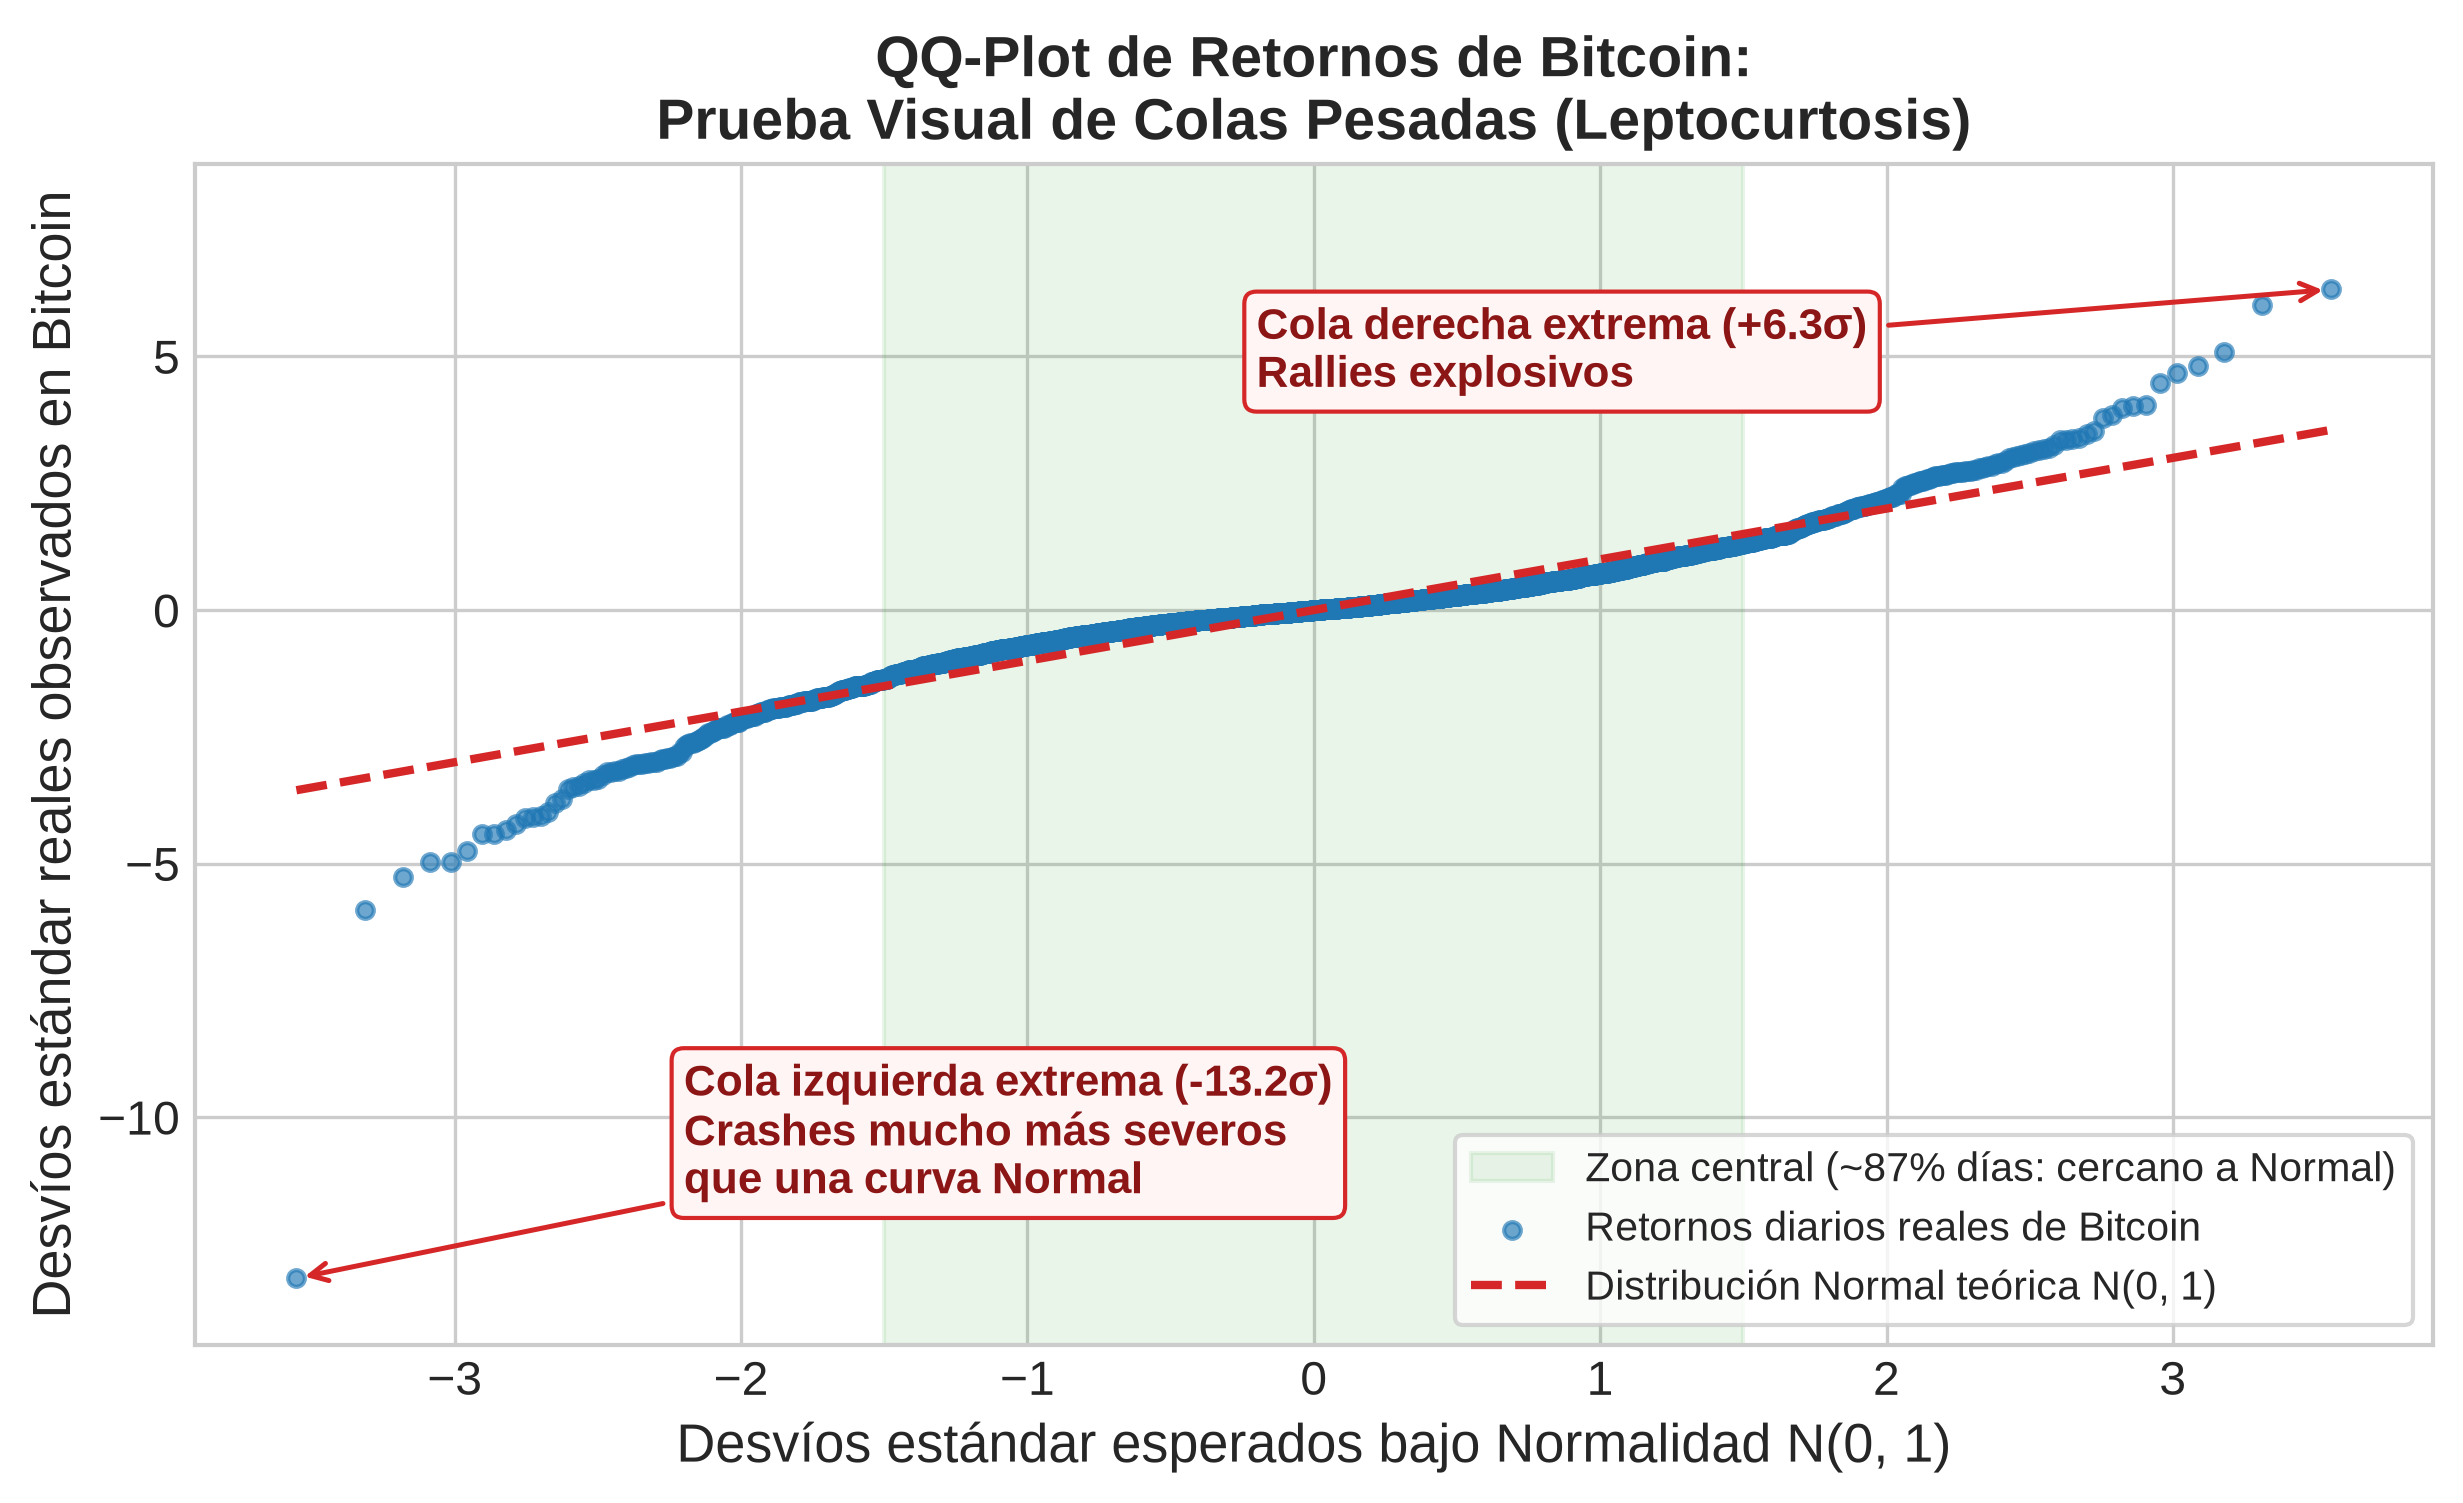 QQ-Plot de Retornos de Bitcoin:
Prueba Visual de Colas Pesadas (Leptocurtosis)
Desvíos estándar reales observados en Bitcoin
5
0
−5
−10
Cola derecha extrema (+6.3σ)
Rallies explosivos
Cola izquierda extrema (-13.2σ)
Crashes mucho más severos
que una curva Normal
Zona central (~87% días: cercano a Normal)
Retornos diarios reales de Bitcoin
Distribución Normal teórica N(0, 1)
−3 −2 −1 0 1 2 3
Desvíos estándar esperados bajo Normalidad N(0, 1)